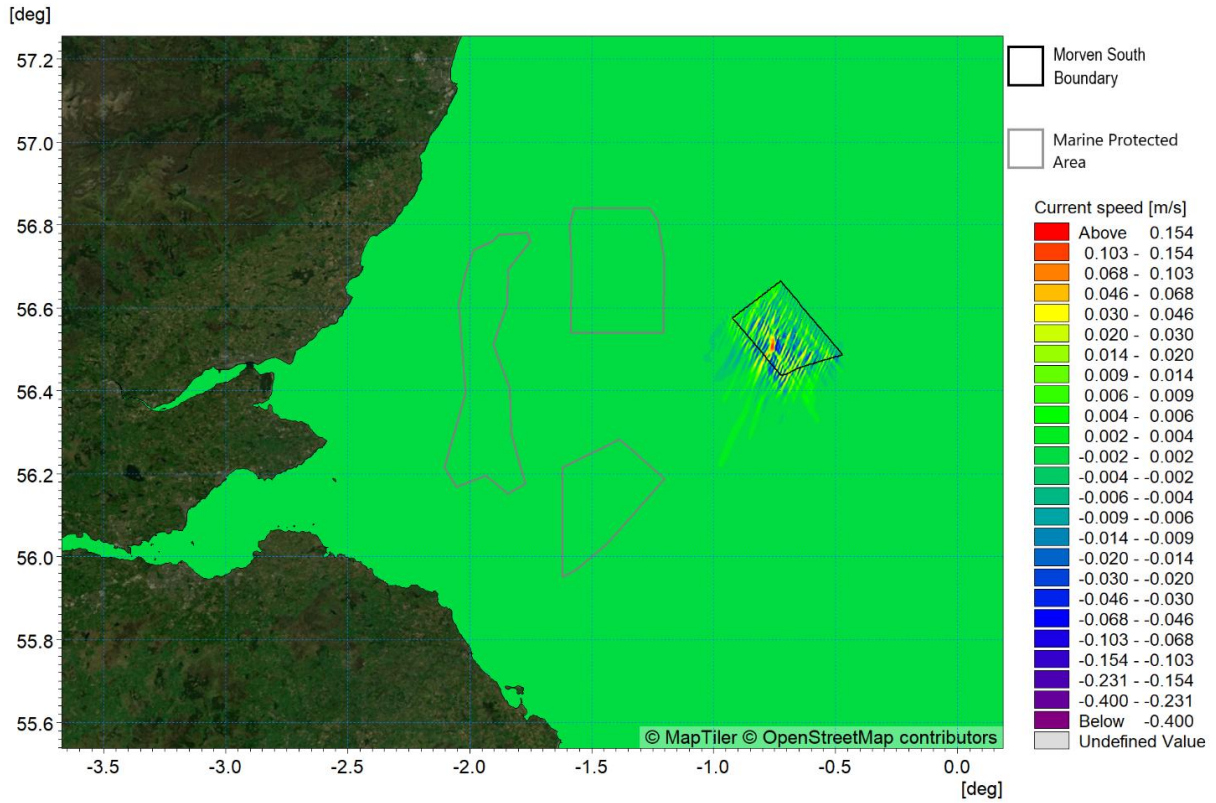 [deg]
57.2
57.0
56.8
56.6
56.4
56.2
56.0
55.8
55.6
-3.5 -3.0 -2.5 -2.0 -1.5 -1.0 -0.5 0.0
[deg]
© MapTiler © OpenStreetMap contributors
Morven South
Boundary
Marine Protected
Area
Current speed [m/s]
Above 0.154
0.103 - 0.154
0.068 - 0.103
0.046 - 0.068
0.030 - 0.046
0.020 - 0.030
0.014 - 0.020
0.009 - 0.014
0.006 - 0.009
0.004 - 0.006
0.002 - 0.004
-0.002 - 0.002
-0.004 - -0.002
-0.006 - -0.004
-0.009 - -0.006
-0.014 - -0.009
-0.020 - -0.014
-0.030 - -0.020
-0.046 - -0.030
-0.068 - -0.046
-0.103 - -0.068
-0.154 - -0.103
-0.231 - -0.154
-0.400 - -0.231
Below -0.400
Undefined Value